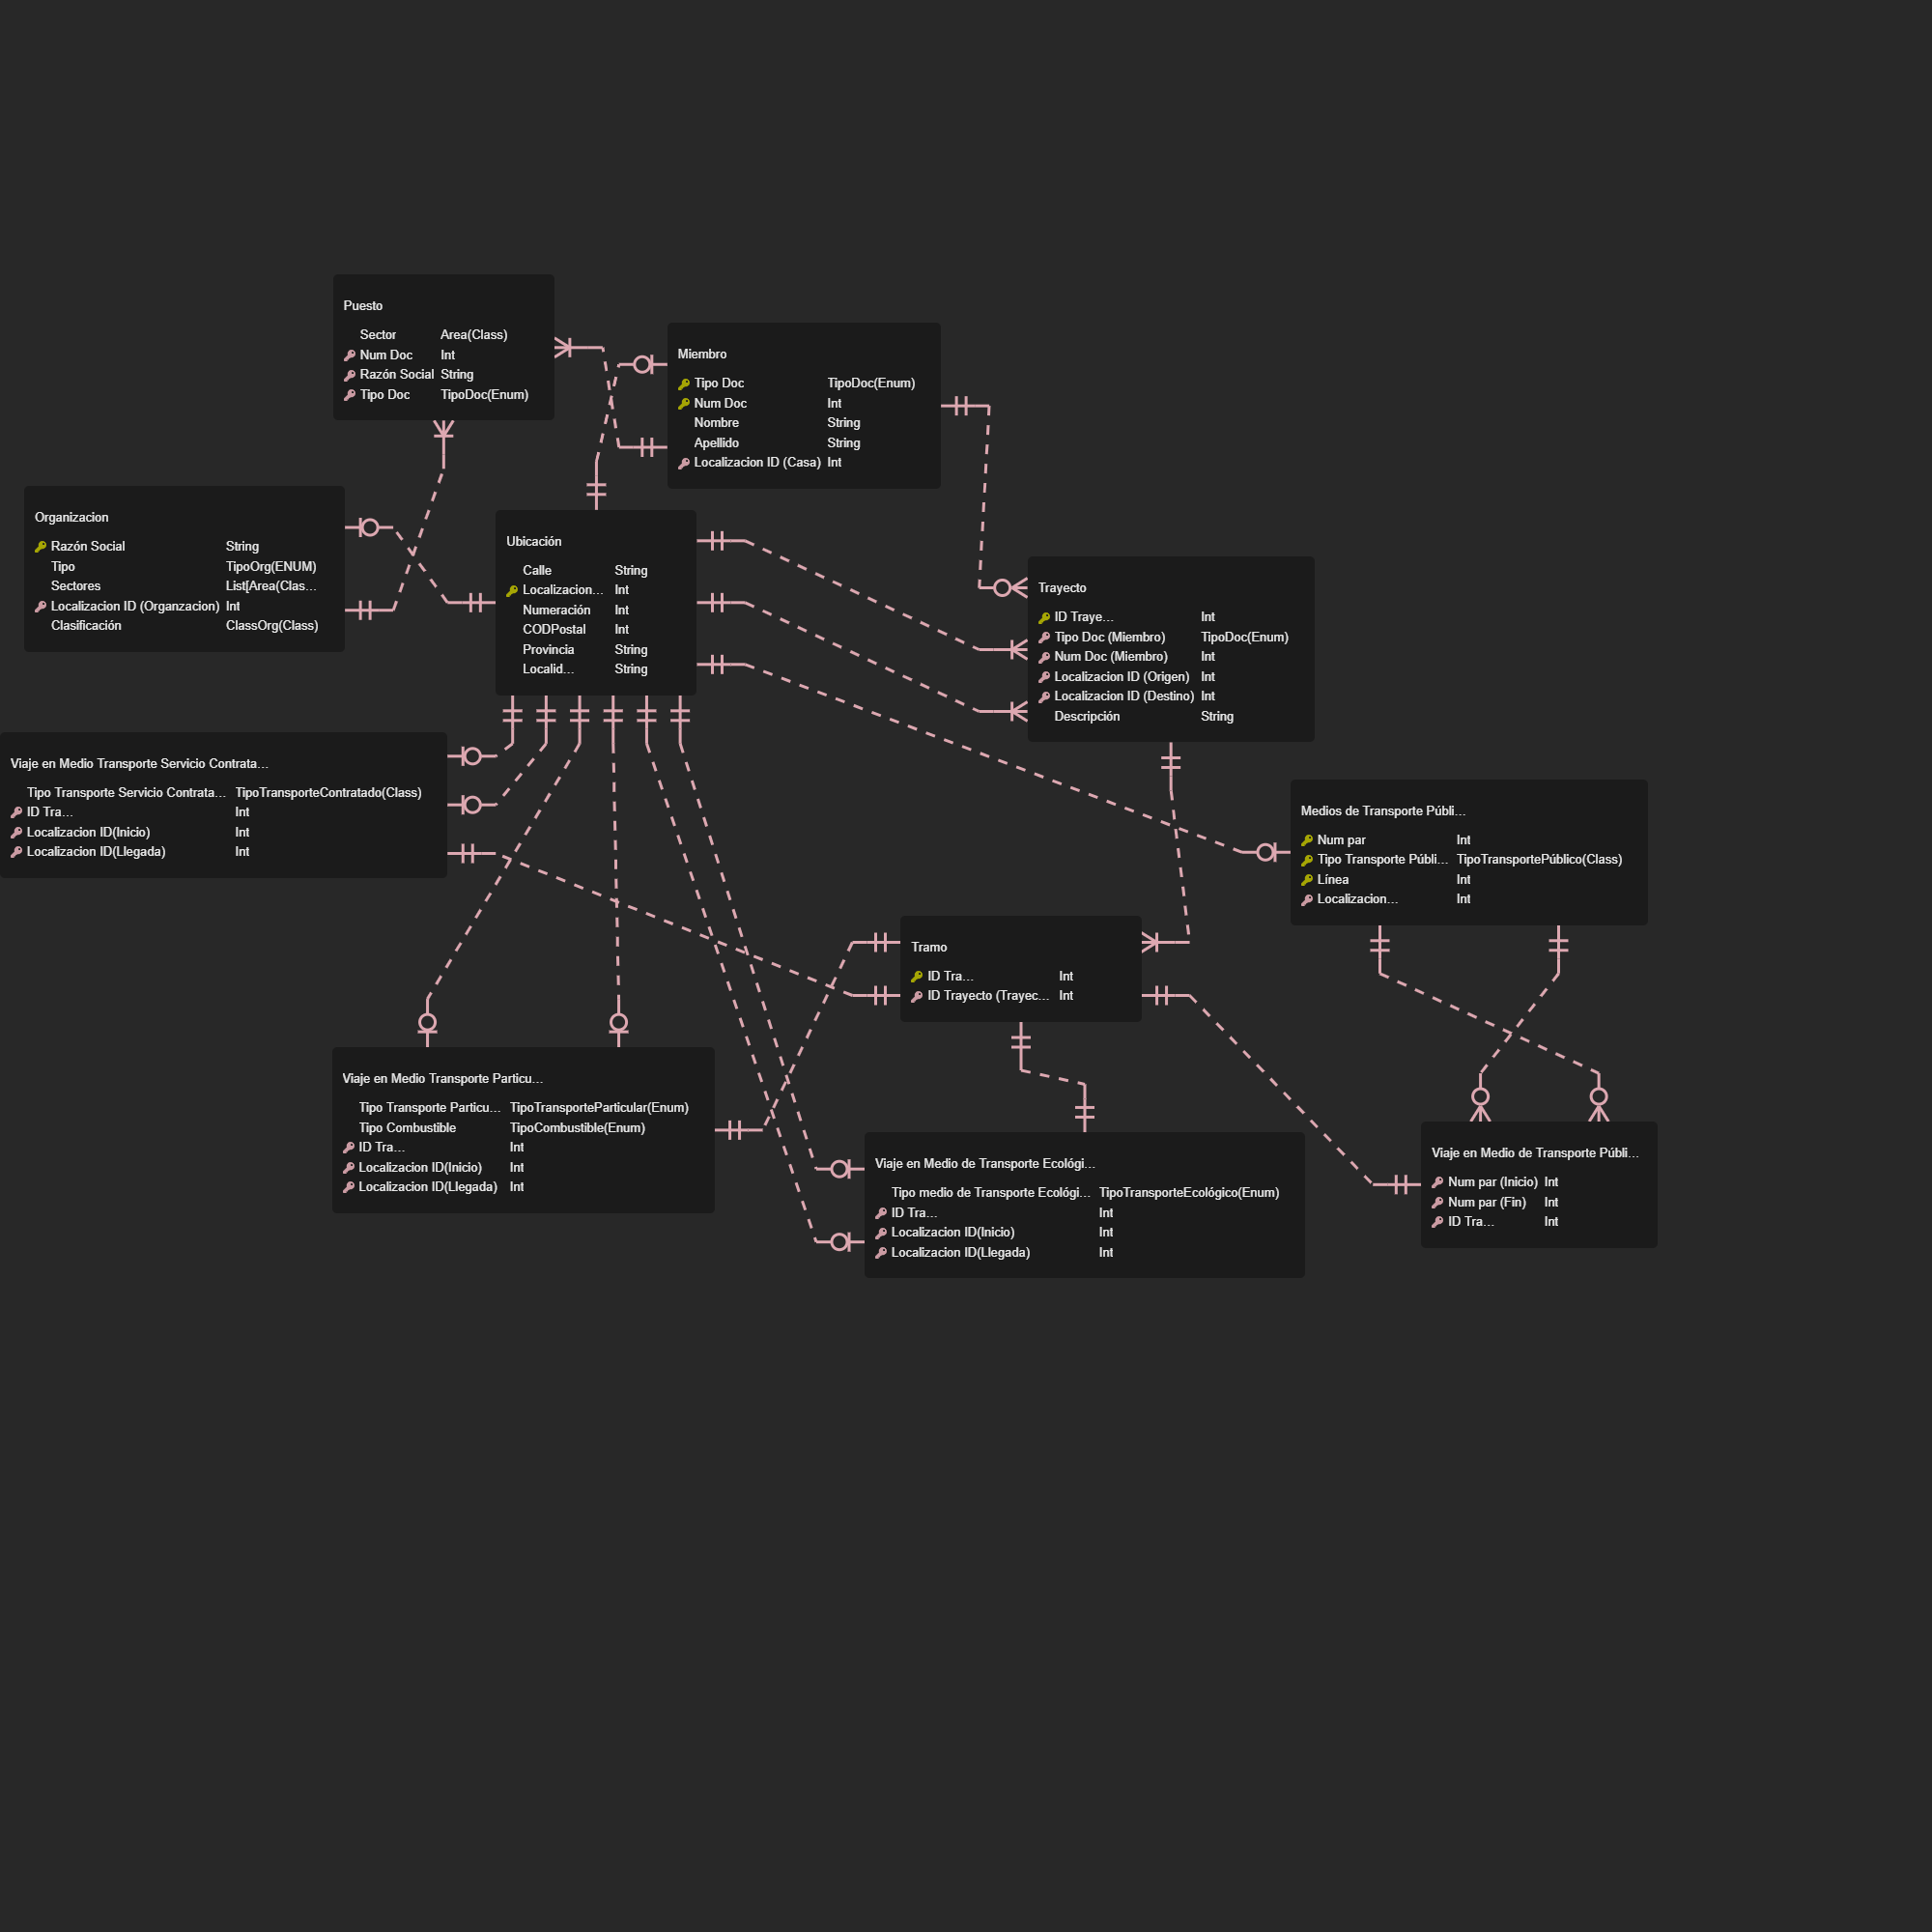 Puesto
Sector Area(Class)
Num Doc Int
Razón Social String
Tipo Doc TipoDoc(Enum)
Miembro
Tipo Doc TipoDoc(Enum)
Num Doc Int
Nombre String
Apellido String
Localizacion ID (Casa) Int
Organizacion
Razón Social String
Tipo TipoOrg(ENUM)
Sectores List[Area(Clas...
Localizacion ID (Organzacion) Int
Clasificación ClassOrg(Class)
Ubicación
Calle String
Localizacion... Int
Numeración Int
CODPostal Int
Provincia String
Localid... String
Trayecto
ID Traye... Int
Tipo Doc (Miembro) TipoDoc(Enum)
Num Doc (Miembro) Int
Localizacion ID (Origen) Int
Localizacion ID (Destino) Int
Descripción String
Viaje en Medio Transporte Servicio Contrata...
Tipo Transporte Servicio Contrata... TipoTransporteContratado(Class)
ID Tra... Int
Localizacion ID(Inicio) Int
Localizacion ID(Llegada) Int
Medios de Transporte Públi...
Num par Int
Tipo Transporte Públi... TipoTransportePúblico(Class)
Línea Int
Localizacion... Int
Tramo
ID Tra... Int
ID Trayecto (Trayec... Int
Viaje en Medio Transporte Particu...
Tipo Transporte Particu... TipoTransporteParticular(Enum)
Tipo Combustible TipoCombustible(Enum)
ID Tra... Int
Localizacion ID(Inicio) Int
Localizacion ID(Llegada) Int
Viaje en Medio de Transporte Ecológi...
Tipo medio de Transporte Ecológi... TipoTransporteEcológico(Enum)
ID Tra... Int
Localizacion ID(Inicio) Int
Localizacion ID(Llegada) Int
Viaje en Medio de Transporte Públi...
Num par (Inicio) Int
Num par (Fin) Int
ID Tra... Int